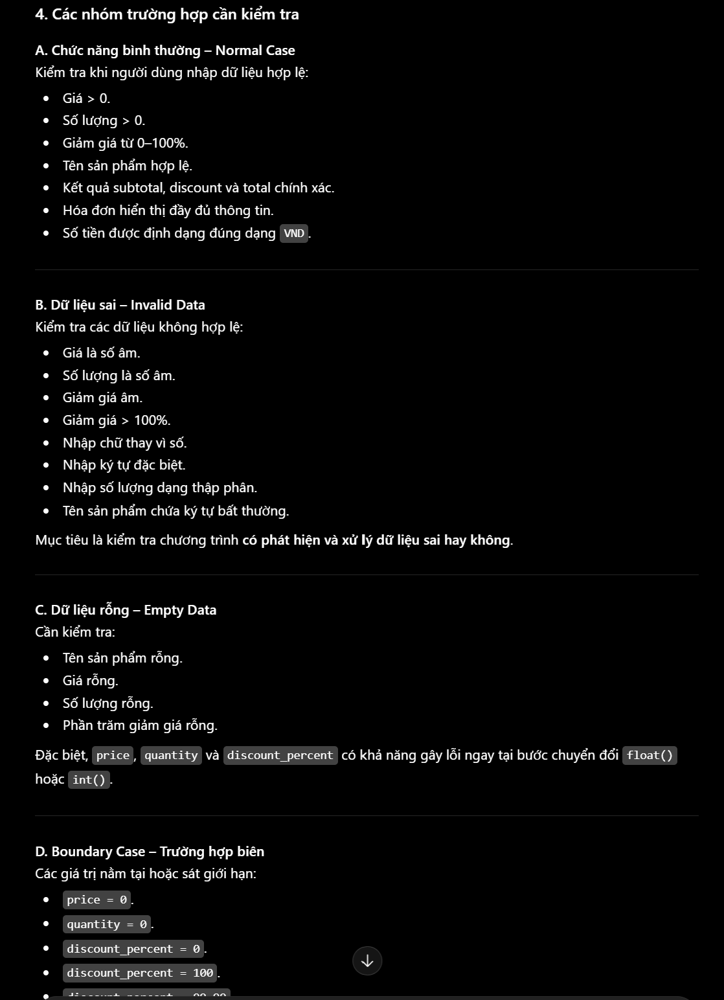 4. Các nhóm trường hợp cần kiểm tra
A. Chức năng bình thường – Normal Case
Kiểm tra khi người dùng nhập dữ liệu hợp lệ:
• Giá > 0.
• Số lượng > 0.
• Giảm giá từ 0–100%.
• Tên sản phẩm hợp lệ.
• Kết quả subtotal, discount và total chính xác.
• Hóa đơn hiển thị đầy đủ thông tin.
• Số tiền được định dạng đúng dạng VND.
B. Dữ liệu sai – Invalid Data
Kiểm tra các dữ liệu không hợp lệ:
• Giá là số âm.
• Số lượng là số âm.
• Giảm giá âm.
• Giảm giá > 100%.
• Nhập chữ thay vì số.
• Nhập ký tự đặc biệt.
• Nhập số lượng dạng thập phân.
• Tên sản phẩm chứa ký tự bất thường.
Mục tiêu là kiểm tra chương trình có phát hiện và xử lý dữ liệu sai hay không.
C. Dữ liệu rỗng – Empty Data
Cần kiểm tra:
• Tên sản phẩm rỗng.
• Giá rỗng.
• Số lượng rỗng.
• Phần trăm giảm giá rỗng.
Đặc biệt, price, quantity và discount_percent có khả năng gây lỗi ngay tại bước chuyển đổi float()
hoặc int().
D. Boundary Case – Trường hợp biên
Các giá trị nằm tại hoặc sát giới hạn:
• price = 0.
• quantity = 0.
• discount_percent = 0.
• discount_percent = 100.